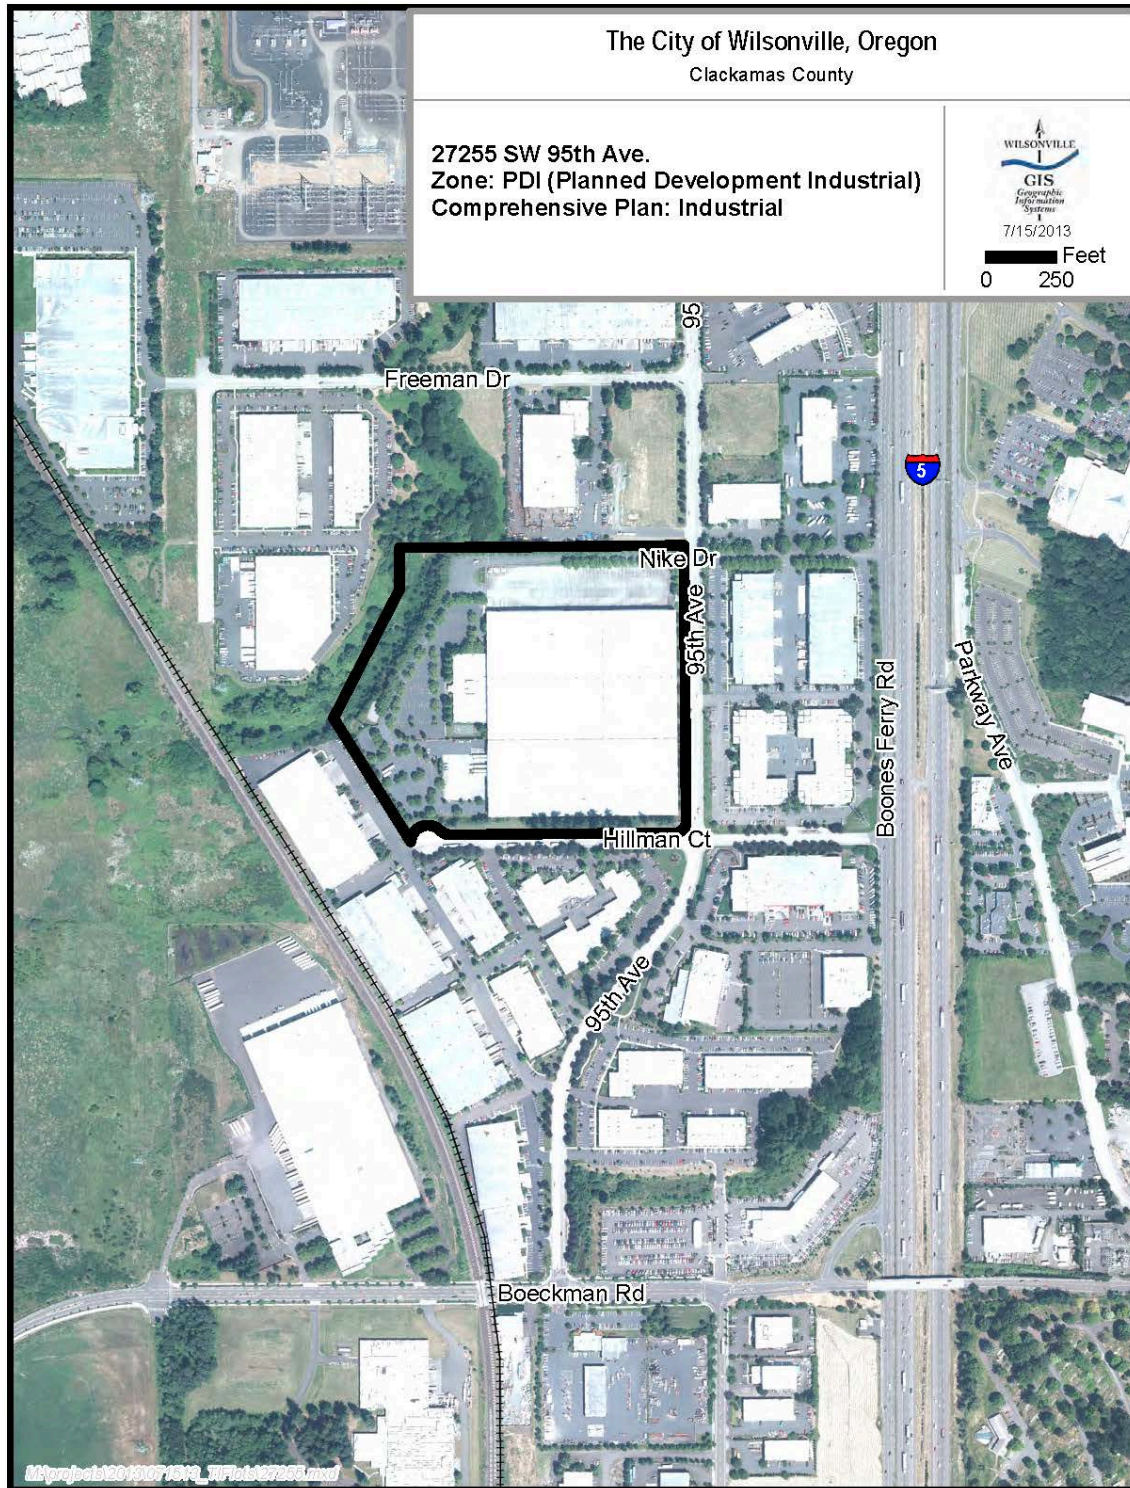 The City of Wilsonville, Oregon
Clackamas County
27255 SW 95th Ave.
Zone: PDI (Planned Development Industrial)
Comprehensive Plan: Industrial
WILSONVILLE
GIS
Geographic
Information
Systems
7/15/2013
Feet
0 250
95
Freeman Dr
5
Nike Dr
95th Ave
Boones Ferry Rd
Parkway Ave
Hillman Ct
95th Ave
Boeckman Rd